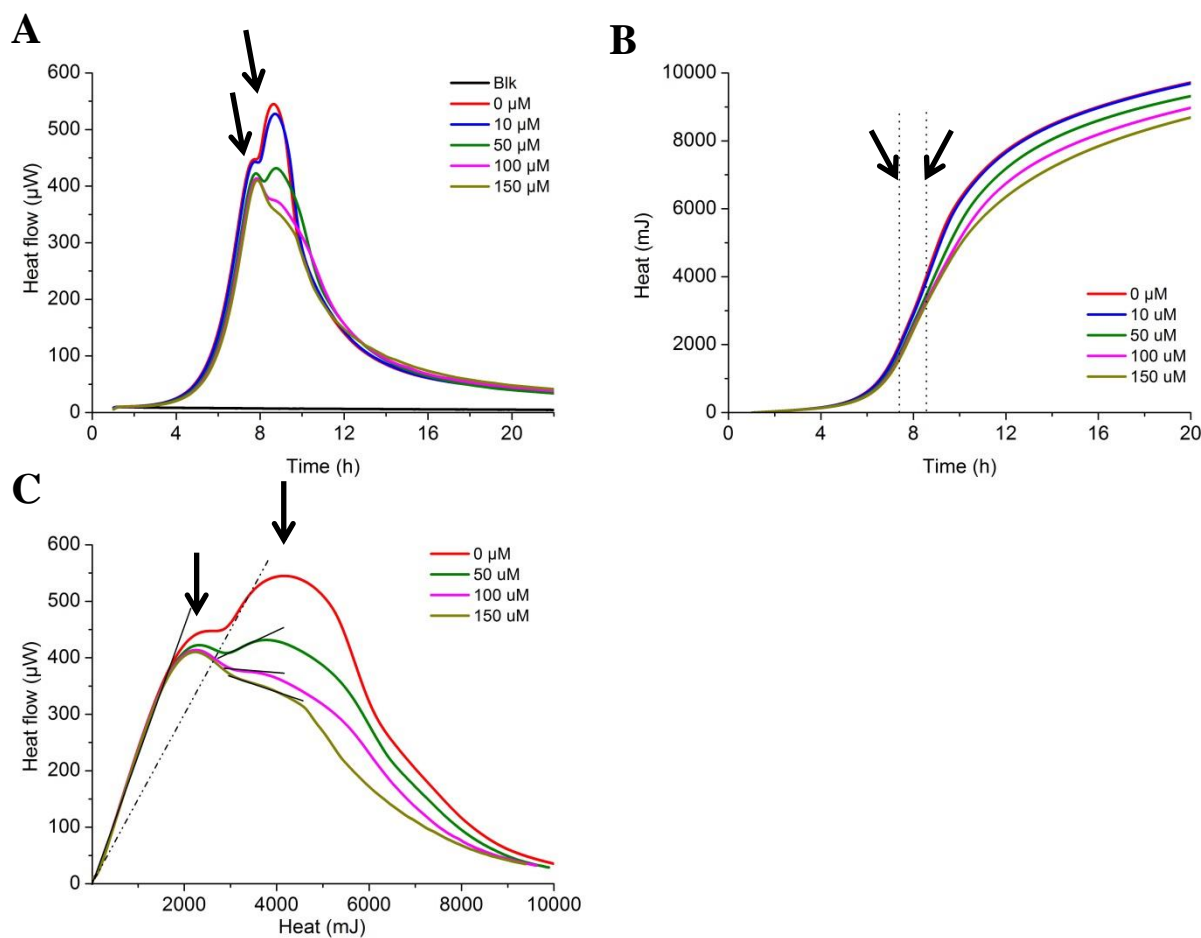 A
600
500
400
300
200
100
0
Heat flow (µW)
0 4 8 12 16 20
Time (h)
Blk
0 µM
10 µM
50 µM
100 µM
150 µM
B
10000
8000
6000
4000
2000
0
Heat (mJ)
0 4 8 12 16 20
Time (h)
0 µM
10 uM
50 uM
100 uM
150 uM
C
600
500
400
300
200
100
0
Heat flow (µW)
0 2000 4000 6000 8000 10000
Heat (mJ)
0 µM
50 uM
100 uM
150 uM